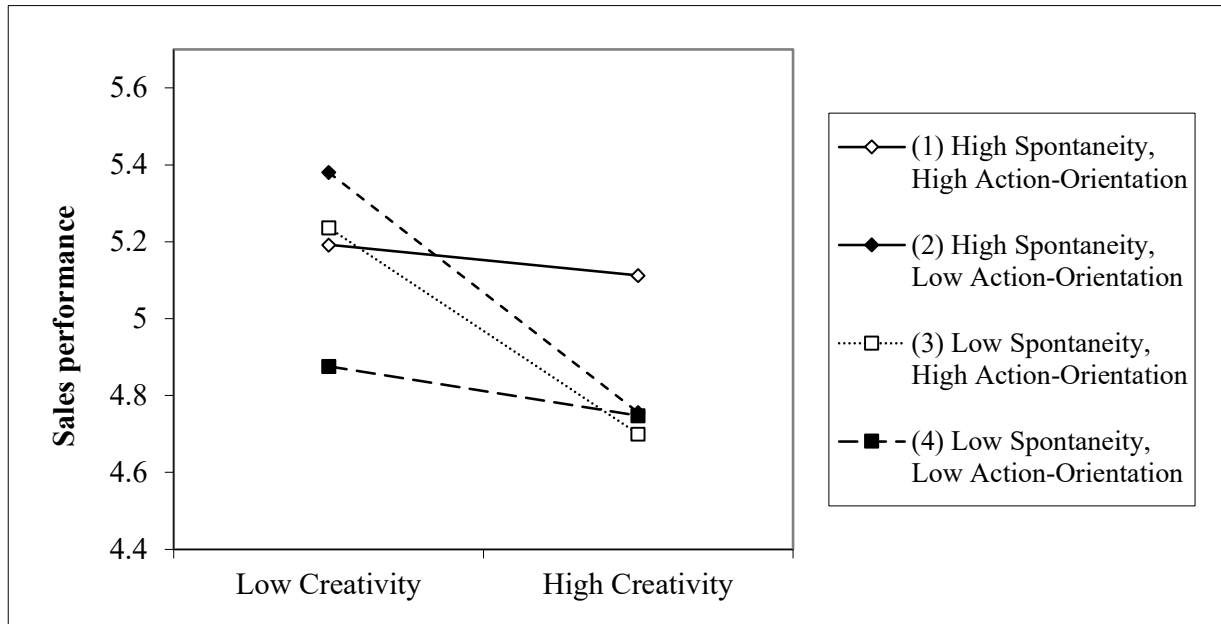 5.6
5.4
5.2
5
4.8
4.6
4.4
Sales performance
Low Creativity
High Creativity
(1) High Spontaneity,
High Action-Orientation
(2) High Spontaneity,
Low Action-Orientation
(3) Low Spontaneity,
High Action-Orientation
(4) Low Spontaneity,
Low Action-Orientation